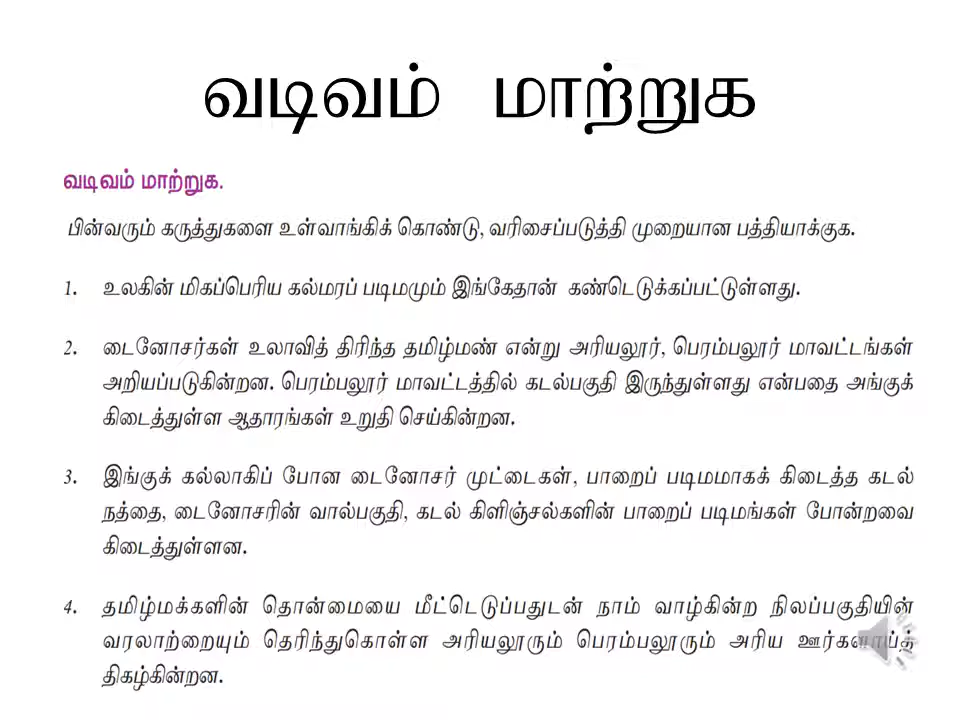 வடிவம் மாற்றுக
வடிவம் மாற்றுக.
பின்வரும் கருத்துகளை உள்வாங்கிக் கொண்டு, வரிசைப்படுத்தி முறையான பத்தியாக்குக.
1. உலகின் மிகப்பெரிய கல்மரப் படிமமும் இங்கேதான் கண்டெடுக்கப்பட்டுள்ளது.
2. டைனோசர்கள் உலாவித் திரிந்த தமிழ்மண் என்று அரியலூர், பெரம்பலூர் மாவட்டங்கள்
அறியப்படுகின்றன. பெரம்பலூர் மாவட்டத்தில் கடல்பகுதி இருந்துள்ளது என்பதை அங்குக்
கிடைத்துள்ள ஆதாரங்கள் உறுதி செய்கின்றன.
3. இங்குக் கல்லாகிப் போன டைனோசர் முட்டைகள், பாறைப் படிமமாகக் கிடைத்த கடல்
நத்தை, டைனோசரின் வால்பகுதி, கடல் கிளிஞ்சல்களின் பாறைப் படிமங்கள் போன்றவை
கிடைத்துள்ளன.
4. தமிழ்மக்களின் தொன்மையை மீட்டெடுப்பதுடன் நாம் வாழ்கின்ற நிலப்பகுதியின்
வரலாற்றையும் தெரிந்துகொள்ள அரியலூரும் பெரம்பலூரும் அரிய ஊர்களாய்த்
திகழ்கின்றன.